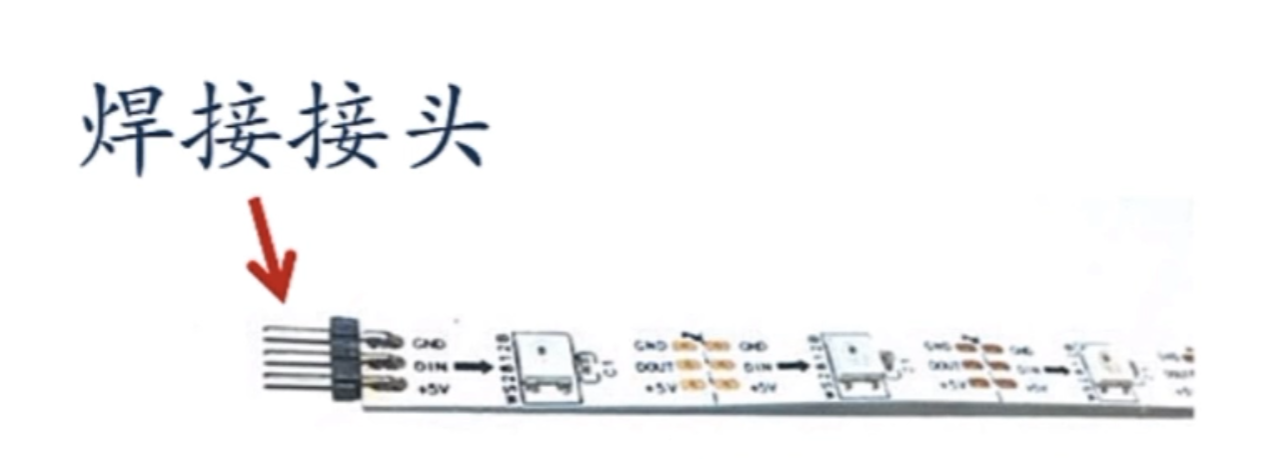 焊接接头
GND
DIN
+5V
WS2812B
C1
GND
DOUT
+5V
GND
DIN
+5V
WS2812B
C1
GND
DOUT
+5V
GND
DIN
+5V